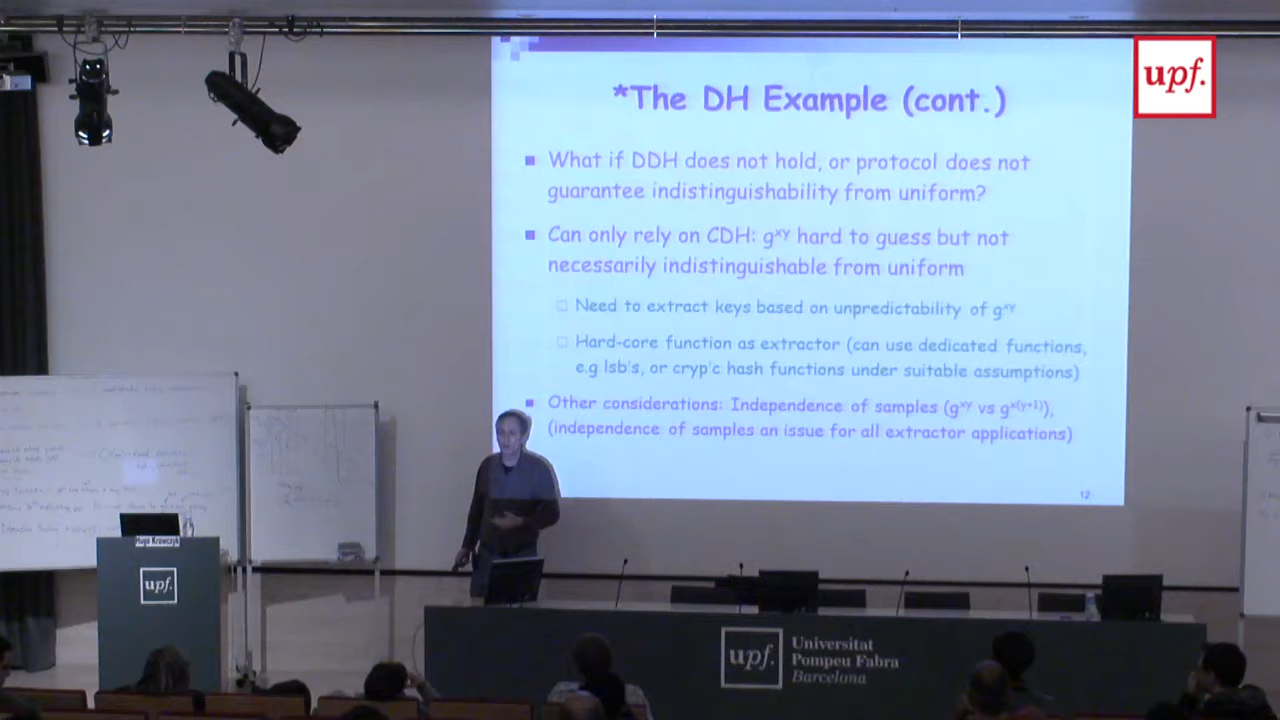 upf.
*The DH Example (cont.)
■ What if DDH does not hold, or protocol does not
guarantee indistinguishability from uniform?
■ Can only rely on CDH: g^xy hard to guess but not
necessarily indistinguishable from uniform
□ Need to extract keys based on unpredictability of g^xy
□ Hard-core function as extractor (can use dedicated functions,
e.g lsb's, or cryp'c hash functions under suitable assumptions)
■ Other considerations: Independence of samples (g^xy vs g^x(y+1)),
(independence of samples an issue for all extractor applications)
12
Hugo Krawczyk
upf.
upf.
Universitat
Pompeu Fabra
Barcelona